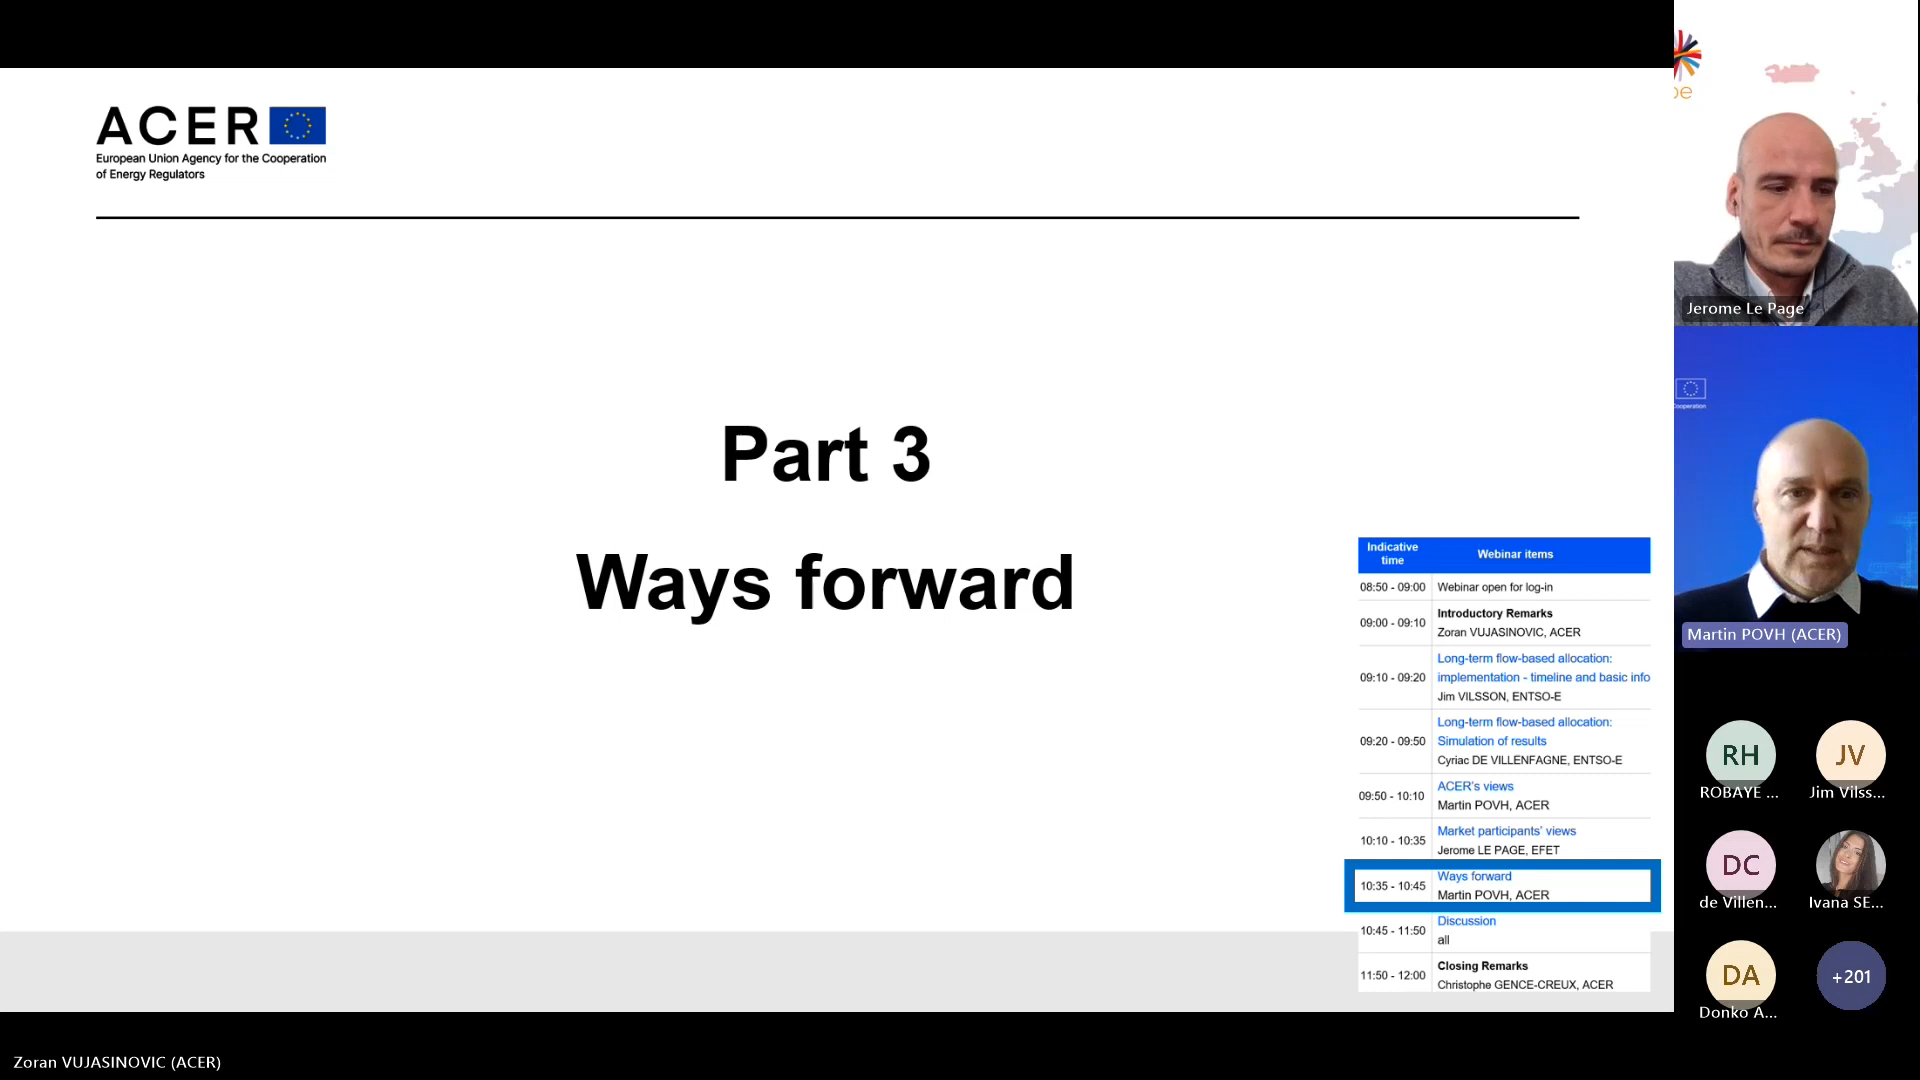 ACER
European Union Agency for the Cooperation
of Energy Regulators
Part 3
Ways forward
Indicative
time
Webinar items
08:50 - 09:00 Webinar open for log-in
09:00 - 09:10
Introductory Remarks
Zoran VUJASINOVIC, ACER
09:10 - 09:20
Long-term flow-based allocation:
implementation - timeline and basic info
Jim VILSSON, ENTSO-E
09:20 - 09:50
Long-term flow-based allocation:
Simulation of results
Cyriac DE VILLENFAGNE, ENTSO-E
09:50 - 10:10
ACER's views
Martin POVH, ACER
10:10 - 10:35
Market participants' views
Jerome LE PAGE, EFET
10:35 - 10:45
Ways forward
Martin POVH, ACER
10:45 - 11:50
Discussion
all
11:50 - 12:00
Closing Remarks
Christophe GENCE-CREUX, ACER
Zoran VUJASINOVIC (ACER)
pe
Jerome Le Page
Cooperation
Martin POVH (ACER)
RH
ROBAYE ...
JV
Jim Vilss...
DC
de Villen...
Ivana SE...
DA
Donko A...
+201